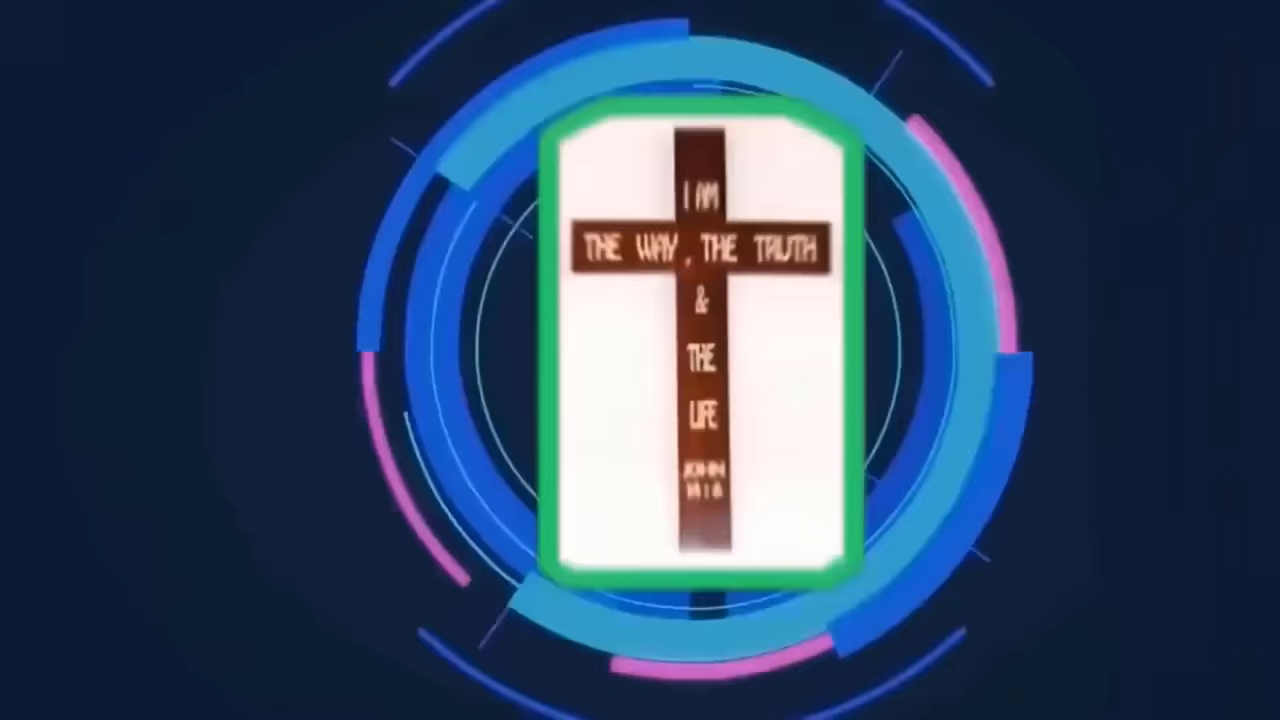 I AM
THE WAY, THE TRUTH
&
THE
LIFE
JOHN